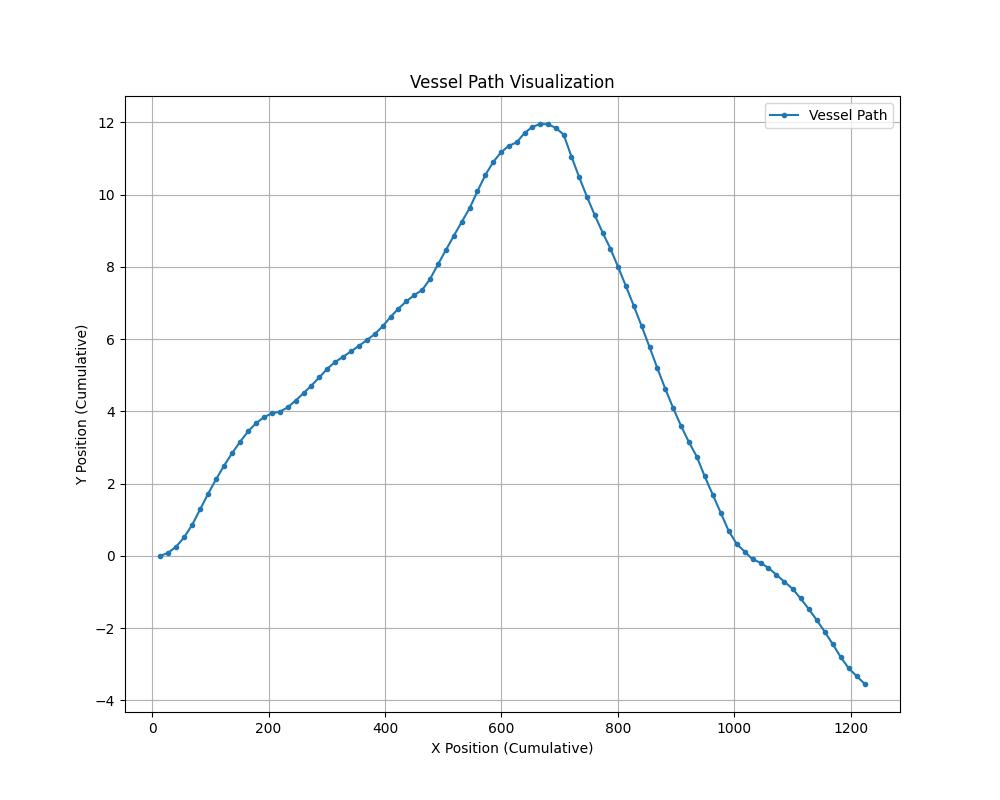 Vessel Path Visualization
Vessel Path
12
10
8
6
4
2
0
−2
−4
Y Position (Cumulative)
0 200 400 600 800 1000 1200
X Position (Cumulative)